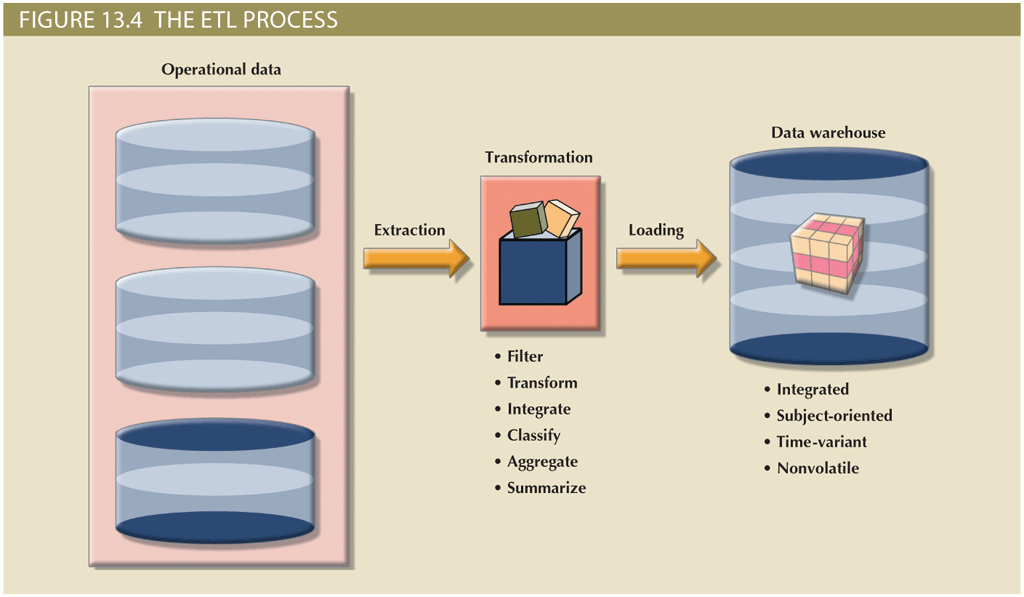 FIGURE 13.4 THE ETL PROCESS
Operational data
Extraction
Transformation
• Filter
• Transform
• Integrate
• Classify
• Aggregate
• Summarize
Loading
Data warehouse
• Integrated
• Subject-oriented
• Time-variant
• Nonvolatile